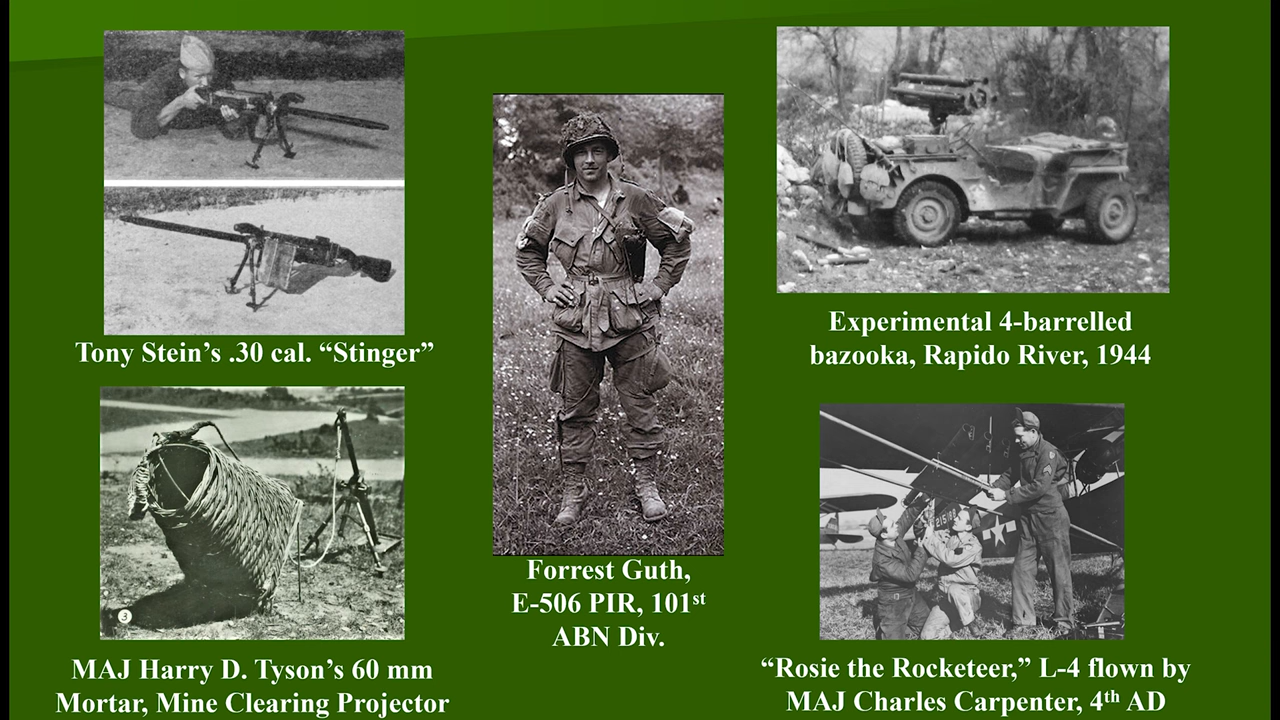 Tony Stein’s .30 cal. “Stinger”
3
MAJ Harry D. Tyson’s 60 mm
Mortar, Mine Clearing Projector
Forrest Guth,
E-506 PIR, 101st
ABN Div.
Experimental 4-barrelled
bazooka, Rapido River, 1944
“Rosie the Rocketeer,” L-4 flown by
MAJ Charles Carpenter, 4th AD